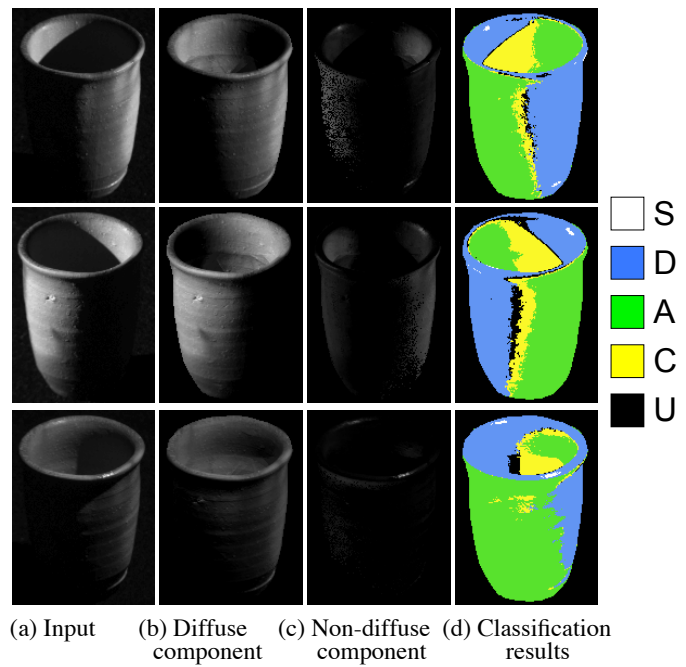 S
D
A
C
U
(a) Input
(b) Diffuse
component
(c) Non-diffuse
component
(d) Classification
results